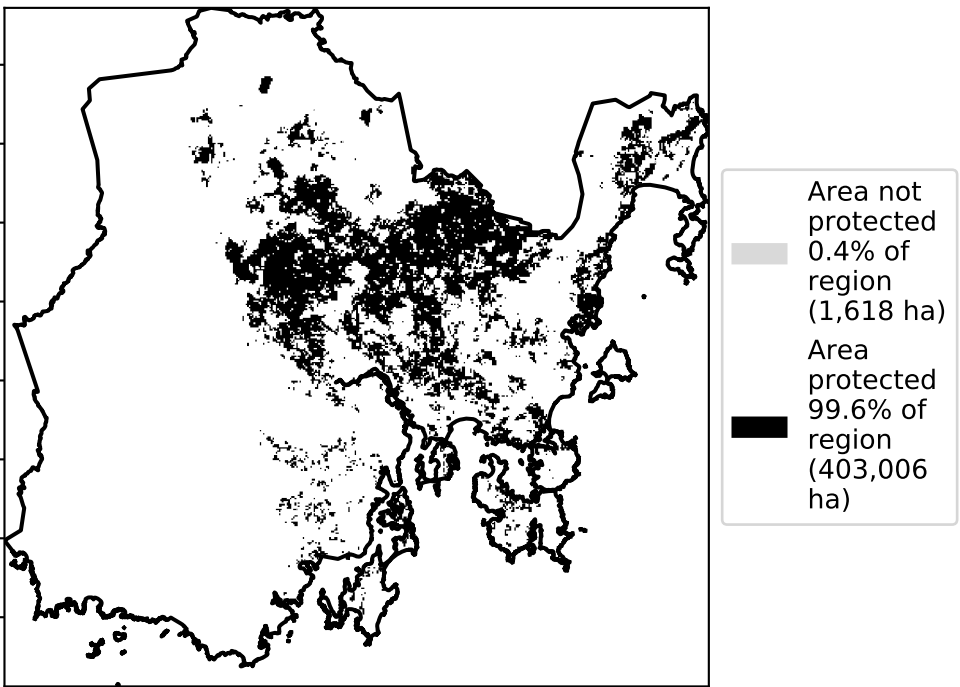 Area not
protected
0.4% of
region
(1,618 ha)
Area
protected
99.6% of
region
(403,006
ha)